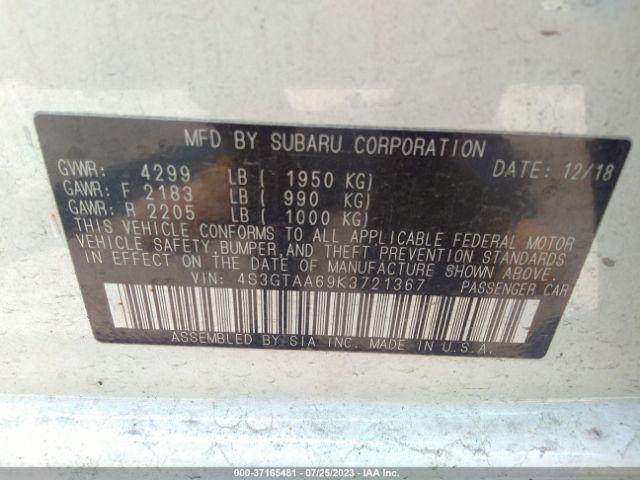 MFD BY SUBARU CORPORATION
GVWR: 4299 LB ( 1950 KG) DATE: 12/18
GAWR: F 2183 LB ( 990 KG)
GAWR: R 2205 LB ( 1000 KG)
THIS VEHICLE CONFORMS TO ALL APPLICABLE FEDERAL MOTOR
VEHICLE SAFETY, BUMPER, AND THEFT PREVENTION STANDARDS
IN EFFECT ON THE DATE OF MANUFACTURE SHOWN ABOVE.
VIN: 4S3GTAA69K3721367 PASSENGER CAR
ASSEMBLED BY SIA INC. MADE IN U.S.A.
000-37165481 - 07/25/2023 - IAA Inc.